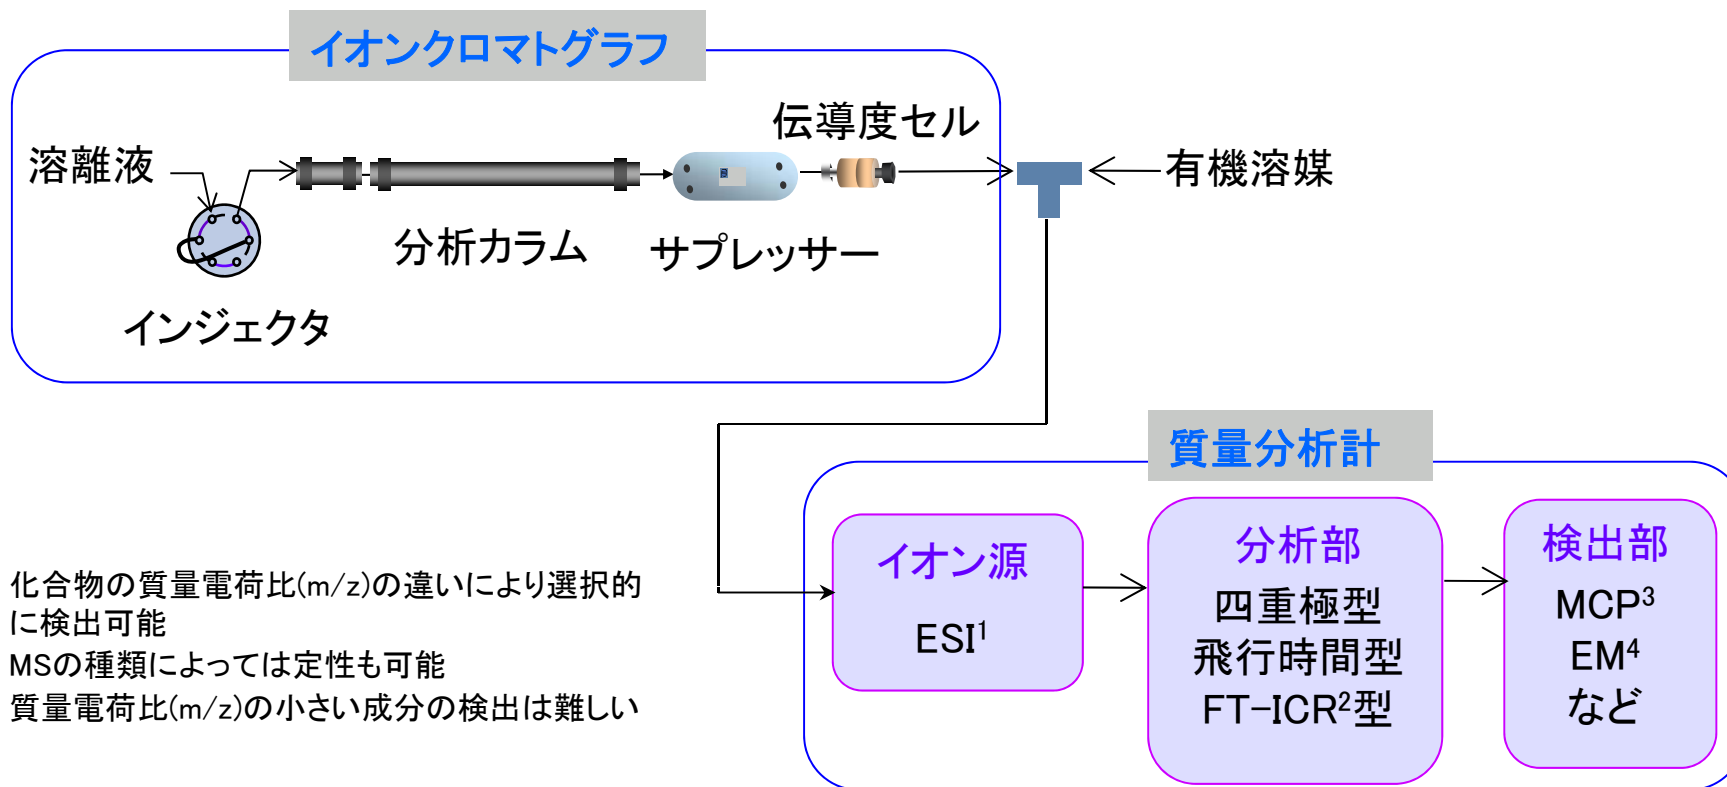 イオンクロマトグラフ
溶離液
伝導度セル
有機溶媒
分析カラム
サプレッサー
インジェクタ
質量分析計
イオン源
ESI¹
分析部
四重極型
飛行時間型
FT-ICR²型
検出部
MCP³
EM⁴
など
化合物の質量電荷比(m/z)の違いにより選択的
に検出可能
MSの種類によっては定性も可能
質量電荷比(m/z)の小さい成分の検出は難しい